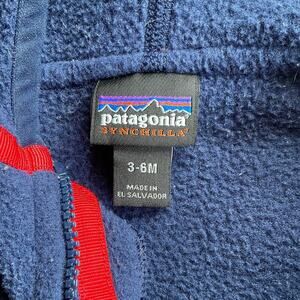 patagonia
SYNCHILLA
3-6M
MADE IN
EL SALVADOR